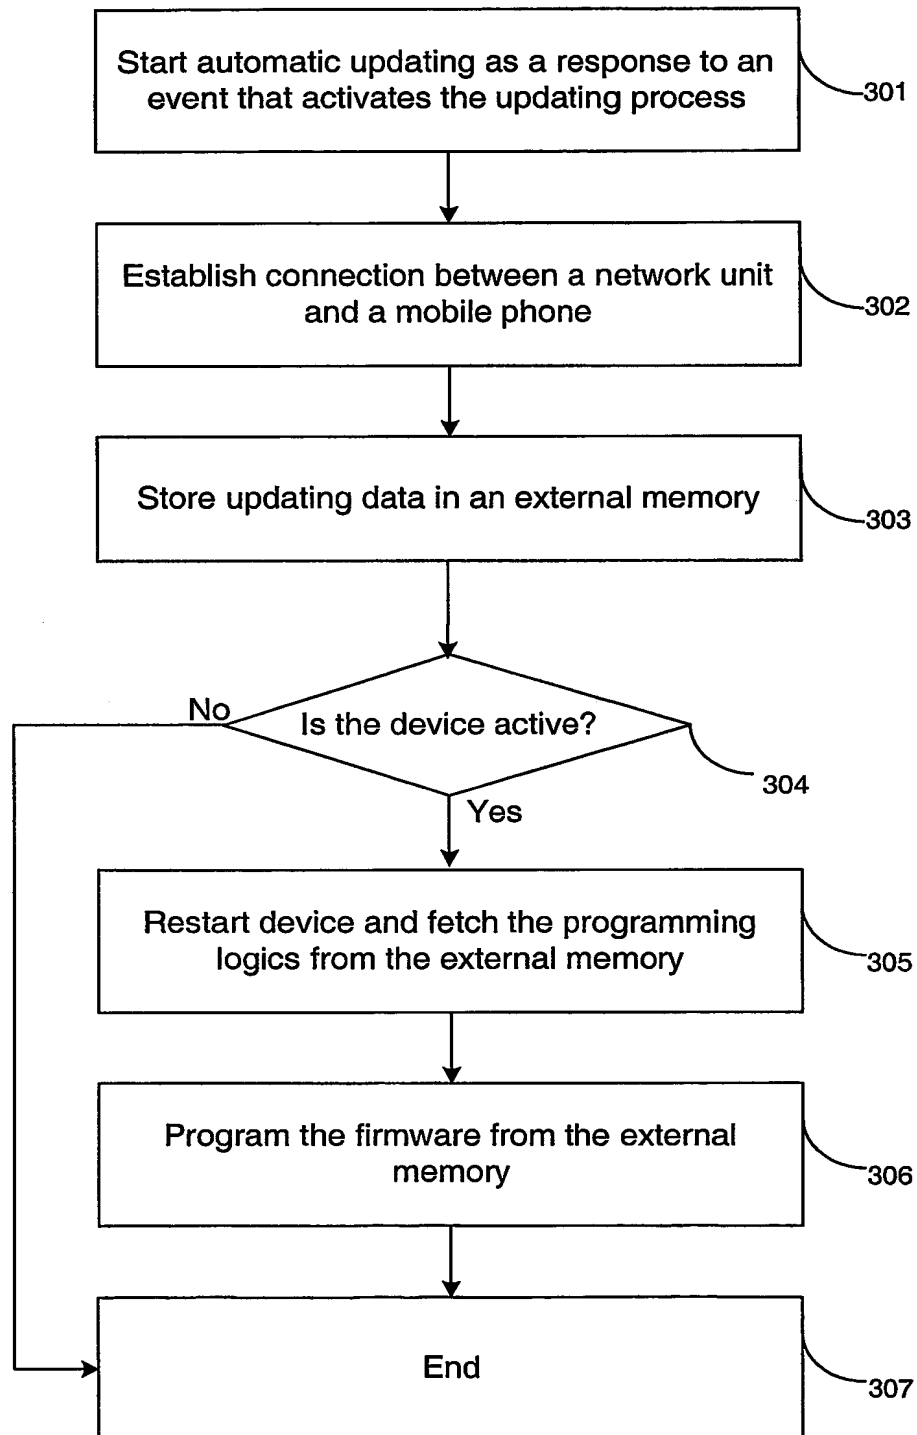 Start automatic updating as a response to an
event that activates the updating process
301
Establish connection between a network unit
and a mobile phone
302
Store updating data in an external memory
303
No
Is the device active?
304
Yes
Restart device and fetch the programming
logics from the external memory
305
Program the firmware from the external
memory
306
End
307